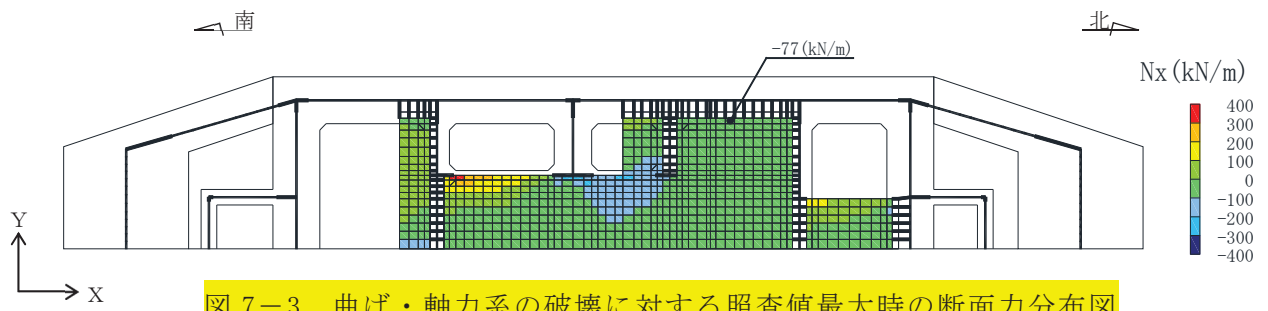 南
北
-77(kN/m)
Nx(kN/m)
400
300
200
100
0
-100
-200
-300
-400
Y
X
図 7-3 曲げ・軸力系の破壊に対する照査値最大時の断面力分布図